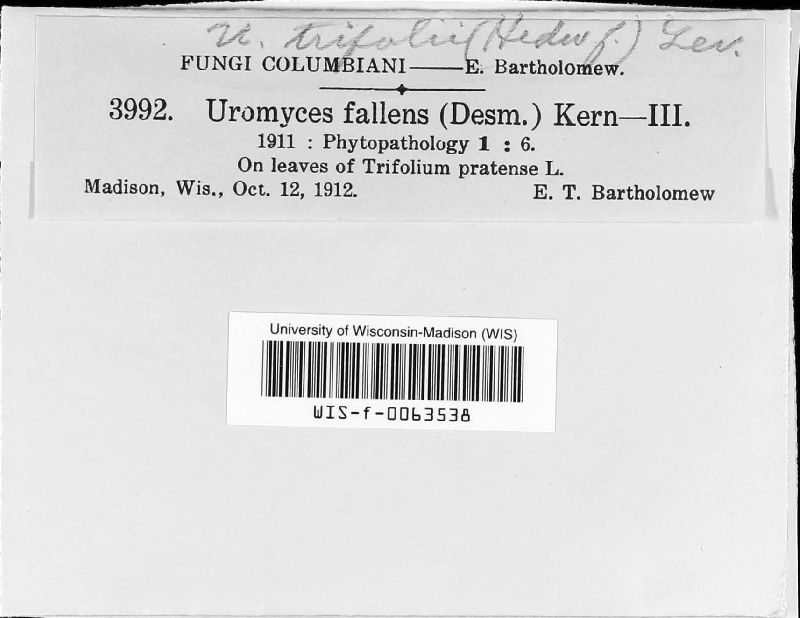 U. trifolii (Hedw f.) Lev.
FUNGI COLUMBIANI——E. Bartholomew.
3992. Uromyces fallens (Desm.) Kern—III.
1911 : Phytopathology 1 : 6.
On leaves of Trifolium pratense L.
Madison, Wis., Oct. 12, 1912. E. T. Bartholomew
University of Wisconsin-Madison (WIS)
WIS-f-0063538